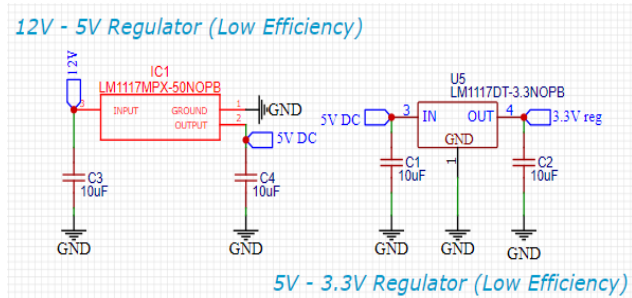 12V - 5V Regulator (Low Efficiency)
12V
IC1
LM1117MPX-50NOPB
3
INPUT
GROUND
1
GND
OUTPUT
2
5V DC
C3
10uF
C4
10uF
GND
GND
U5
LM1117DT-3.3NOPB
5V DC
3
IN
OUT
4
3.3V reg
GND
1
C1
10uF
C2
10uF
GND
GND
GND
5V - 3.3V Regulator (Low Efficiency)